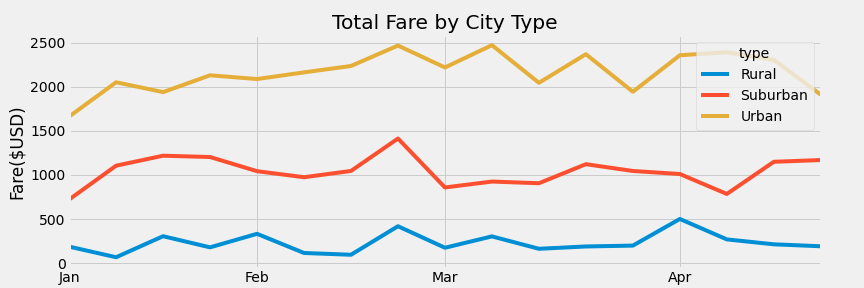 Total Fare by City Type
Fare($USD)
2500
2000
1500
1000
500
0
Jan
Feb
Mar
Apr
type
Rural
Suburban
Urban